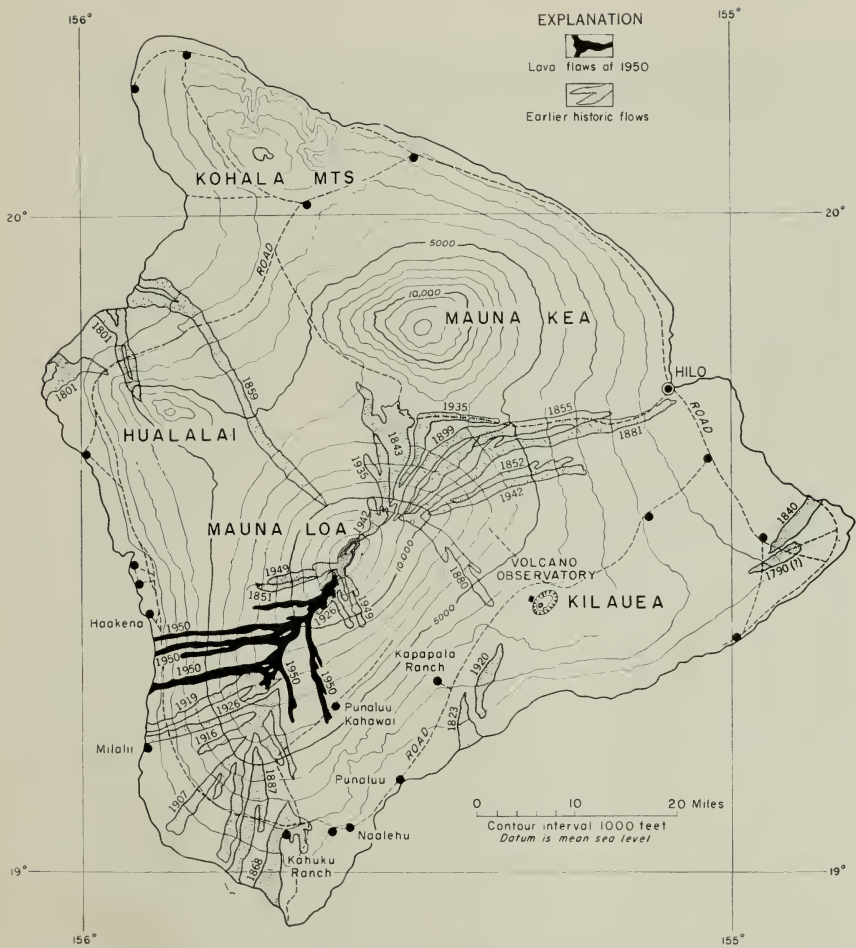 156°
155°
EXPLANATION
Lava flows of 1950
Earlier historic flows
KOHALA MTS
20°
20°
ROAD
5000
10,000
MAUNA KEA
1801
1801
1859
HILO
ROAD
HUALALAI
1935
1855
1843
1899
1881
1935
1852
1942
MAUNA LOA
1942
10,000
1840
1790 (?)
1949
1851
1926
1949
1880
VOLCANO
OBSERVATORY
KILAUEA
5000
Haakena
1950
1950
1950
1950
1950
Kapapala
Ranch
1920
1919
1926
1916
Punaluu
Kahawai
1823
Milalii
ROAD
Punaluu
1907
1887
0 10 20 Miles
Contour interval 1000 feet
Datum is mean sea level
Naalehu
1868
Kahuku
Ranch
19°
19°
156°
155°